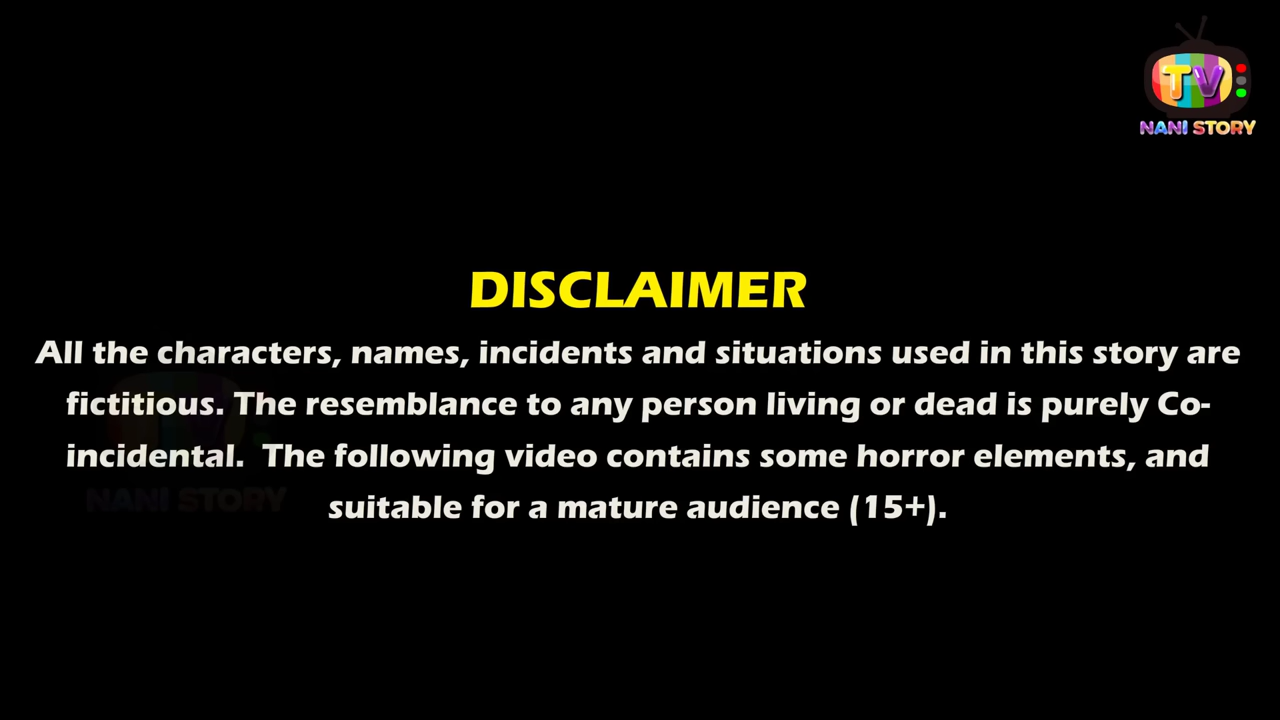 TV
NANI STORY
DISCLAIMER
All the characters, names, incidents and situations used in this story are
fictitious. The resemblance to any person living or dead is purely Co-
incidental.  The following video contains some horror elements, and
suitable for a mature audience (15+).
NANI STORY